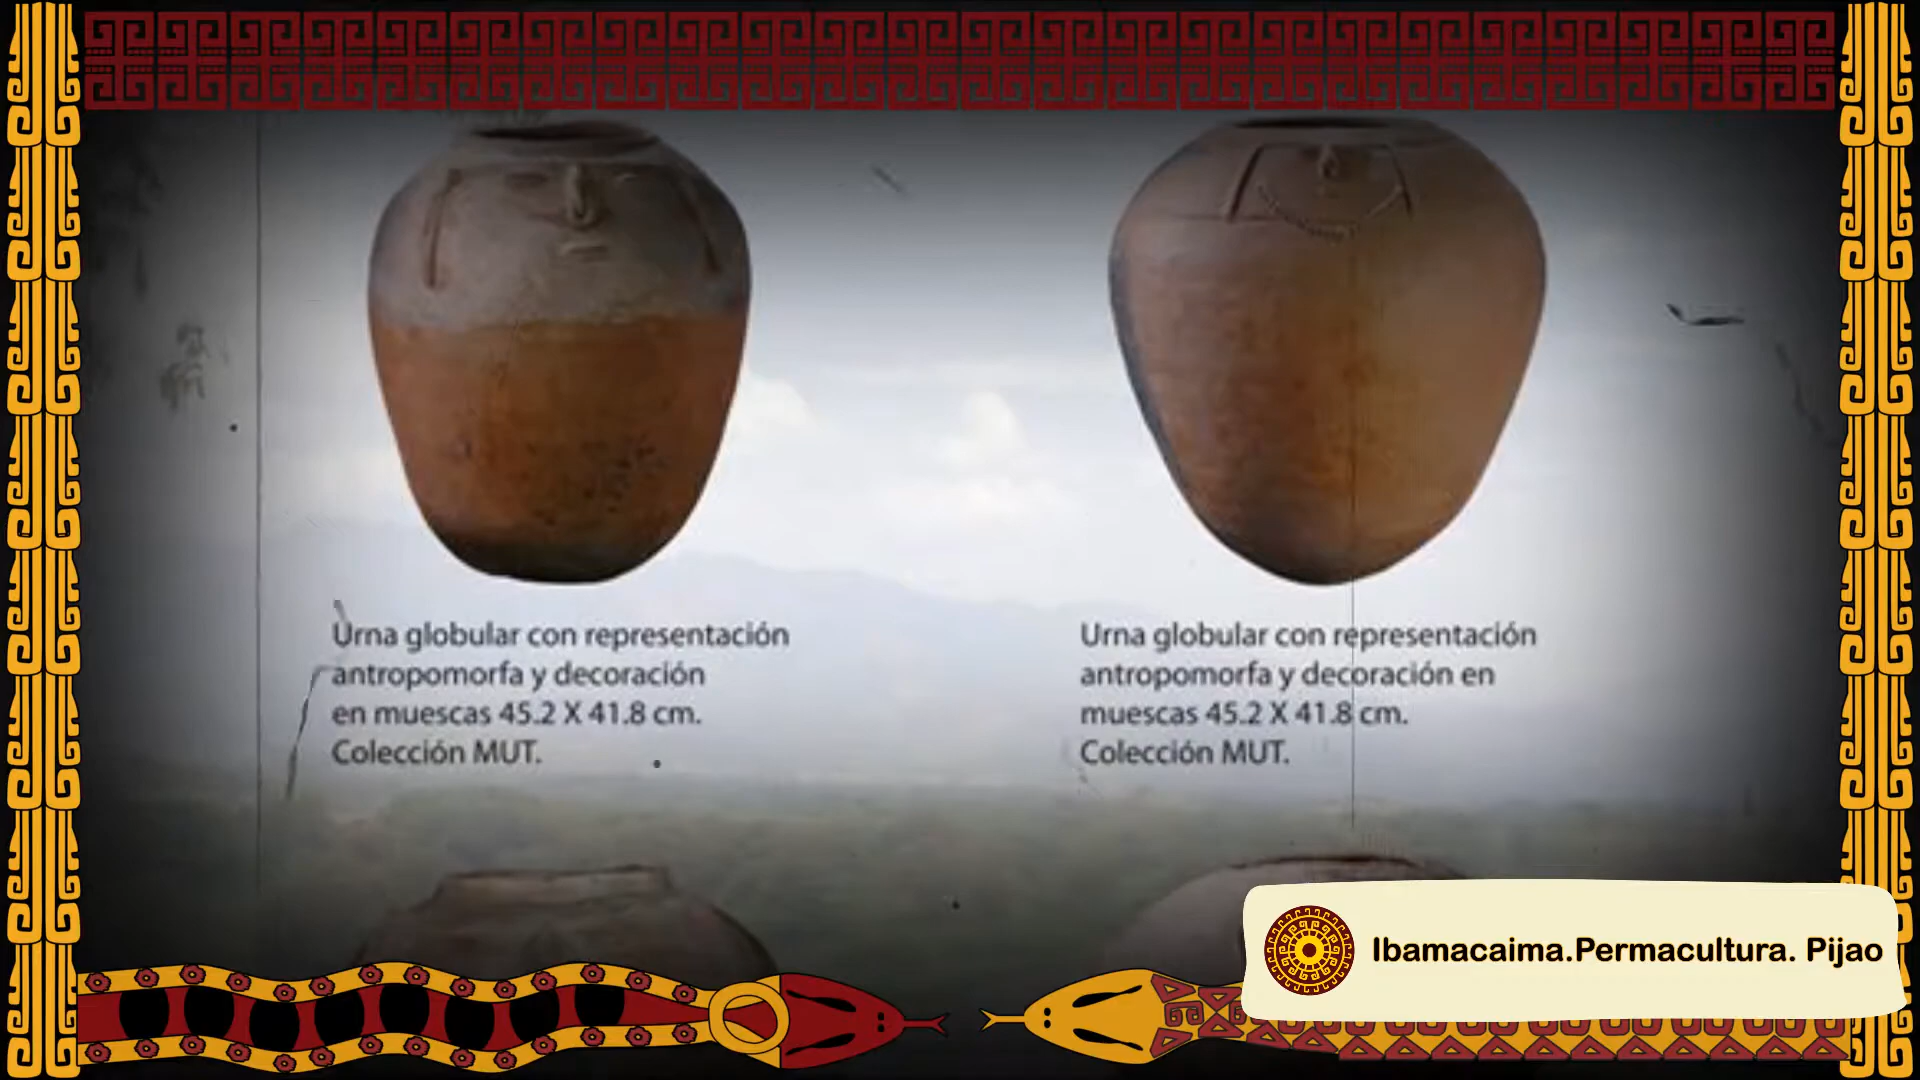 Urna globular con representación
antropomorfa y decoración
en muescas 45.2 X 41.8 cm.
Colección MUT.
Urna globular con representación
antropomorfa y decoración en
muescas 45.2 X 41.8 cm.
Colección MUT.
Ibamacaima.Permacultura. Pijao